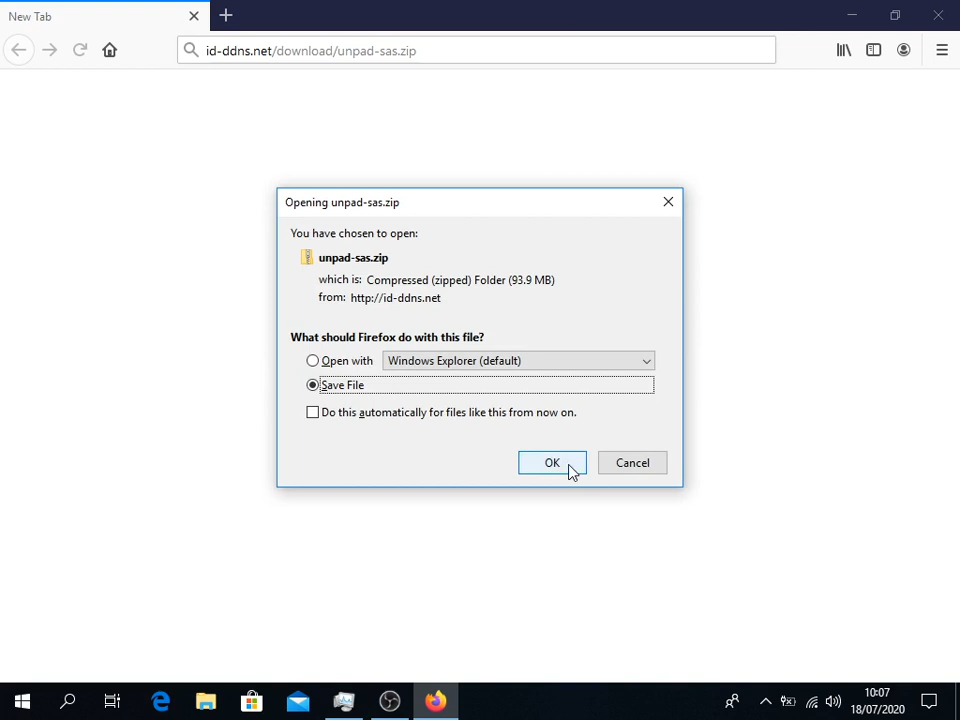 New Tab
id-ddns.net/download/unpad-sas.zip
Opening unpad-sas.zip
You have chosen to open:
unpad-sas.zip
which is: Compressed (zipped) Folder (93.9 MB)
from: http://id-ddns.net
What should Firefox do with this file?
Open with Windows Explorer (default)
Save File
Do this automatically for files like this from now on.
OK Cancel
10:07
18/07/2020